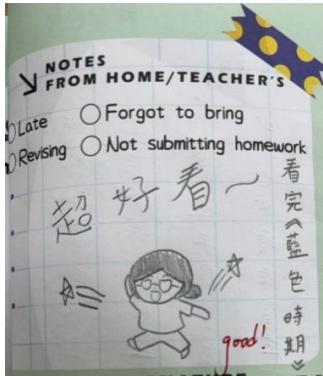 NOTES
FROM HOME/TEACHER'S
Late
Forgot to bring
Revising
Not submitting homework
超好看～
看完《藍色時期》
good!